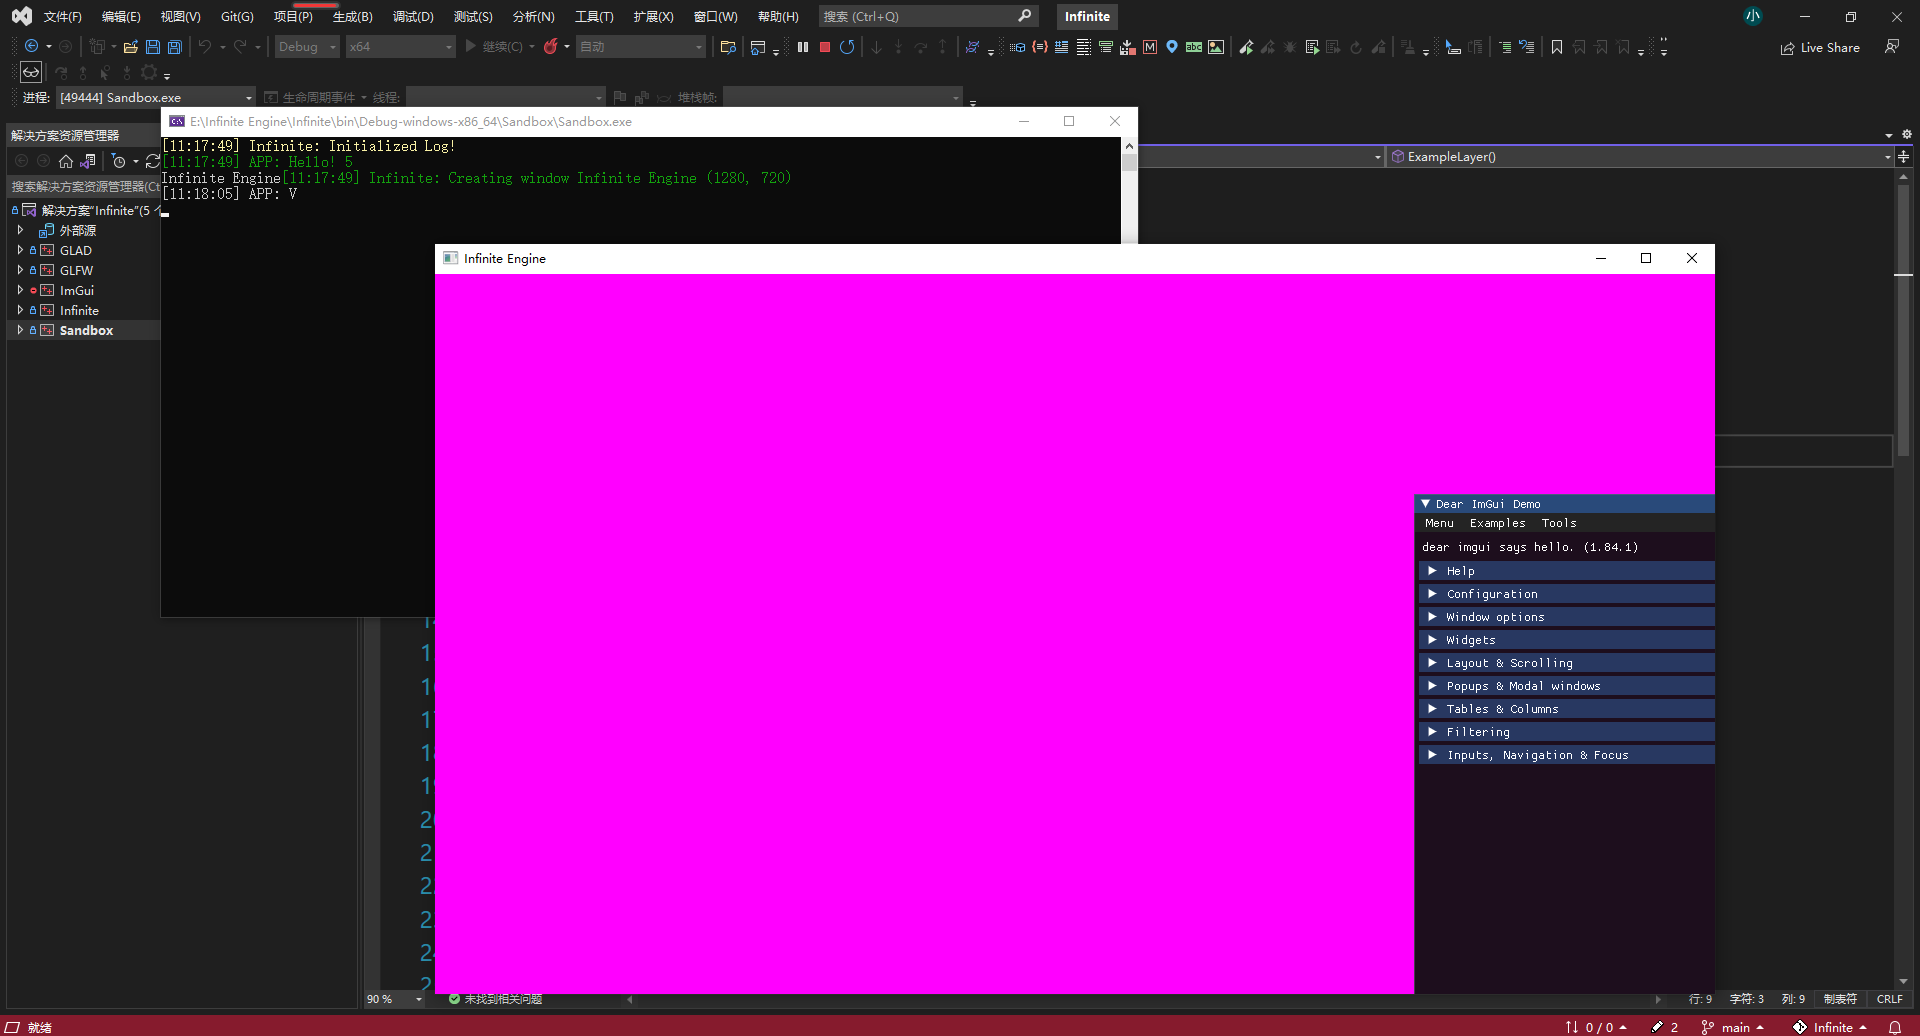 文件(F) 编辑(E) 视图(V) Git(G) 项目(P) 生成(B) 调试(D) 测试(S) 分析(N) 工具(T) 扩展(X) 窗口(W) 帮助(H) 搜索 (Ctrl+Q) Infinite 小
Debug x64 继续(C) 自动 Live Share
进程: [49444] Sandbox.exe 生命周期事件 线程: 堆栈帧:
E:\Infinite Engine\Infinite\bin\Debug-windows-x86_64\Sandbox\Sandbox.exe
解决方案资源管理器
[11:17:49] Infinite: Initialized Log!
[11:17:49] APP: Hello! 5
Infinite Engine[11:17:49] Infinite: Creating window Infinite Engine (1280, 720)
[11:18:05] APP: V
ExampleLayer()
搜索解决方案资源管理器(Ct
解决方案"Infinite"(5 个
外部源
GLAD
GLFW
ImGui
Infinite
Sandbox
Infinite Engine
Dear ImGui Demo
Menu Examples Tools
dear imgui says hello. (1.84.1)
Help
Configuration
Window options
Widgets
Layout & Scrolling
Popups & Modal windows
Tables & Columns
Filtering
Inputs, Navigation & Focus
18
19
90 % 未找到相关问题 行: 9 字符: 3 列: 9 制表符 CRLF
就绪 0 / 0 2 main Infinite